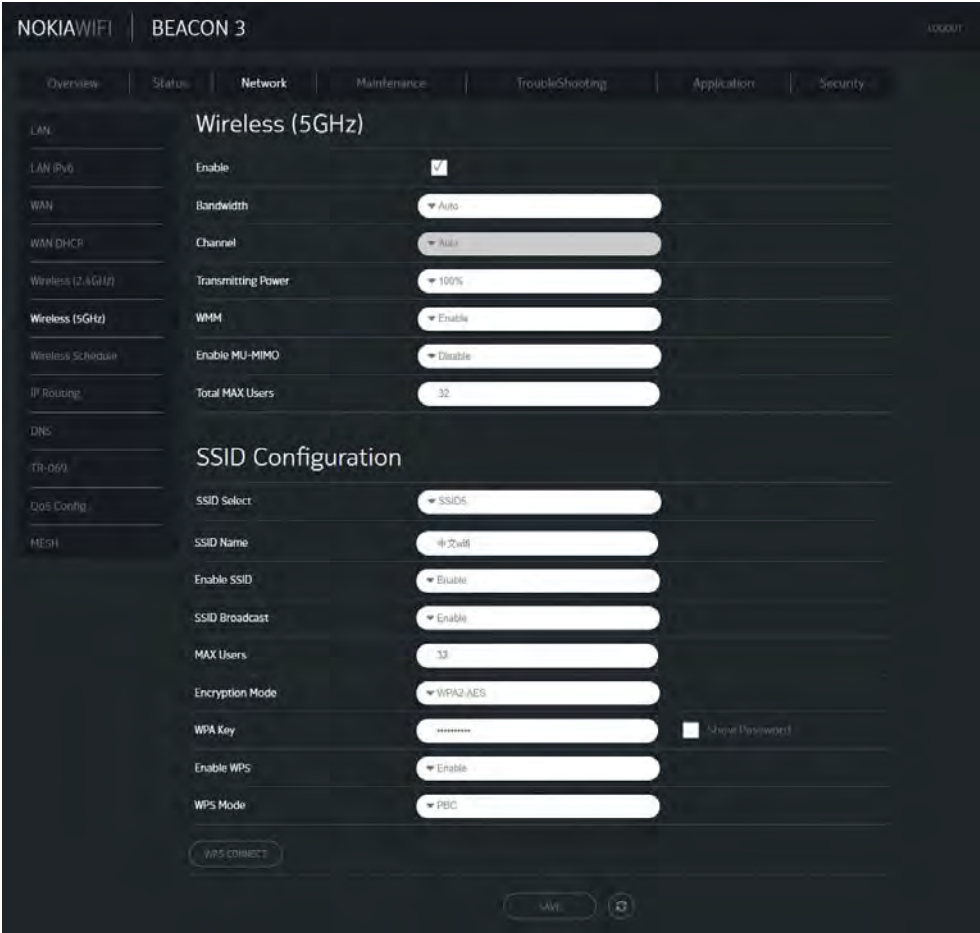 NOKIAWIFI BEACON 3 LOGOUT
Overview Status Network Maintenance TroubleShooting Application Security
LAN
LAN IPv6
WAN
WAN DHCP
Wireless (2.4GHz)
Wireless (5GHz)
Wireless Schedule
IP Routing
DNS
TR-069
QoS Config
MESH
Wireless (5GHz)
Enable
Bandwidth Auto
Channel Auto
Transmitting Power 100%
WMM Enable
Enable MU-MIMO Disable
Total MAX Users 32
SSID Configuration
SSID Select SSID5
SSID Name 中文wifi
Enable SSID Enable
SSID Broadcast Enable
MAX Users 32
Encryption Mode WPA2-AES
WPA Key •••••••••• Show Password
Enable WPS Enable
WPS Mode PBC
WPS CONNECT
SAVE